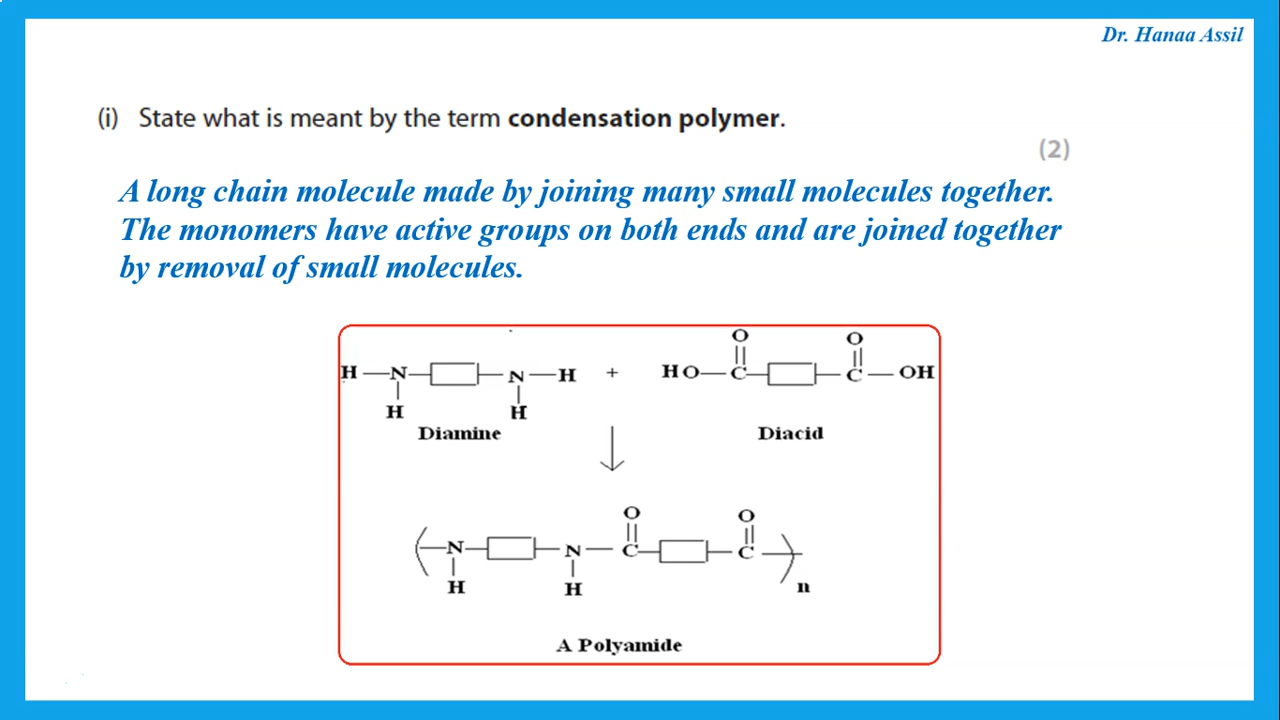 Dr. Hanaa Assil
(i) State what is meant by the term condensation polymer.
(2)
A long chain molecule made by joining many small molecules together.
The monomers have active groups on both ends and are joined together
by removal of small molecules.
O O
H N N H + HO C C OH
H H
Diamine Diacid
O O
N N C C
H H n
A Polyamide